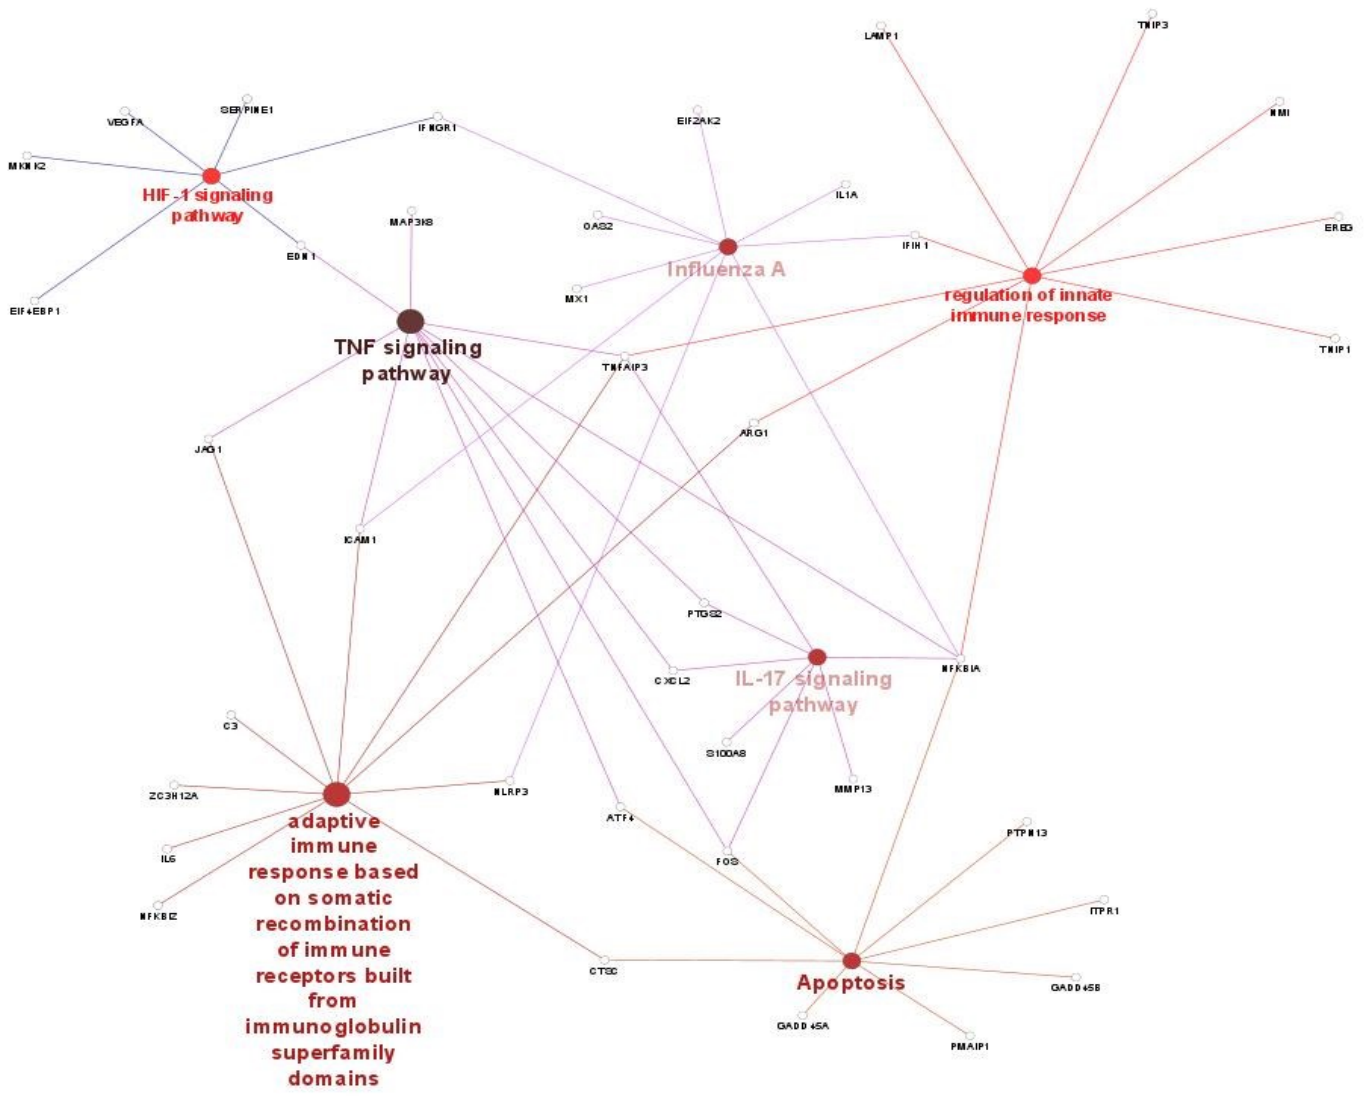 LAMP1
TNIP3
SERPINE1
VEGFA
IFNGR1
EIF2AK2
NMI
MKNK2
HIF-1 signaling
pathway
MAP3K8
OAS2
IL1A
EREG
IFIH1
EDN1
Influenza A
MX1
regulation of innate
immune response
EIF4EBP1
TNF signaling
pathway
TNFAIP3
TNIP1
ARG1
JAG1
ICAM1
PTGS2
CXCL2
IL-17 signaling
pathway
NFKBIA
C3
S100A8
ZC3H12A
NLRP3
MMP13
ATF4
PTPN13
IL6
FOS
NFKBIZ
ITPR1
adaptive
immune
response based
on somatic
recombination
of immune
receptors built
from
immunoglobulin
superfamily
domains
CTSC
Apoptosis
GADD45B
GADD45A
PMAIP1